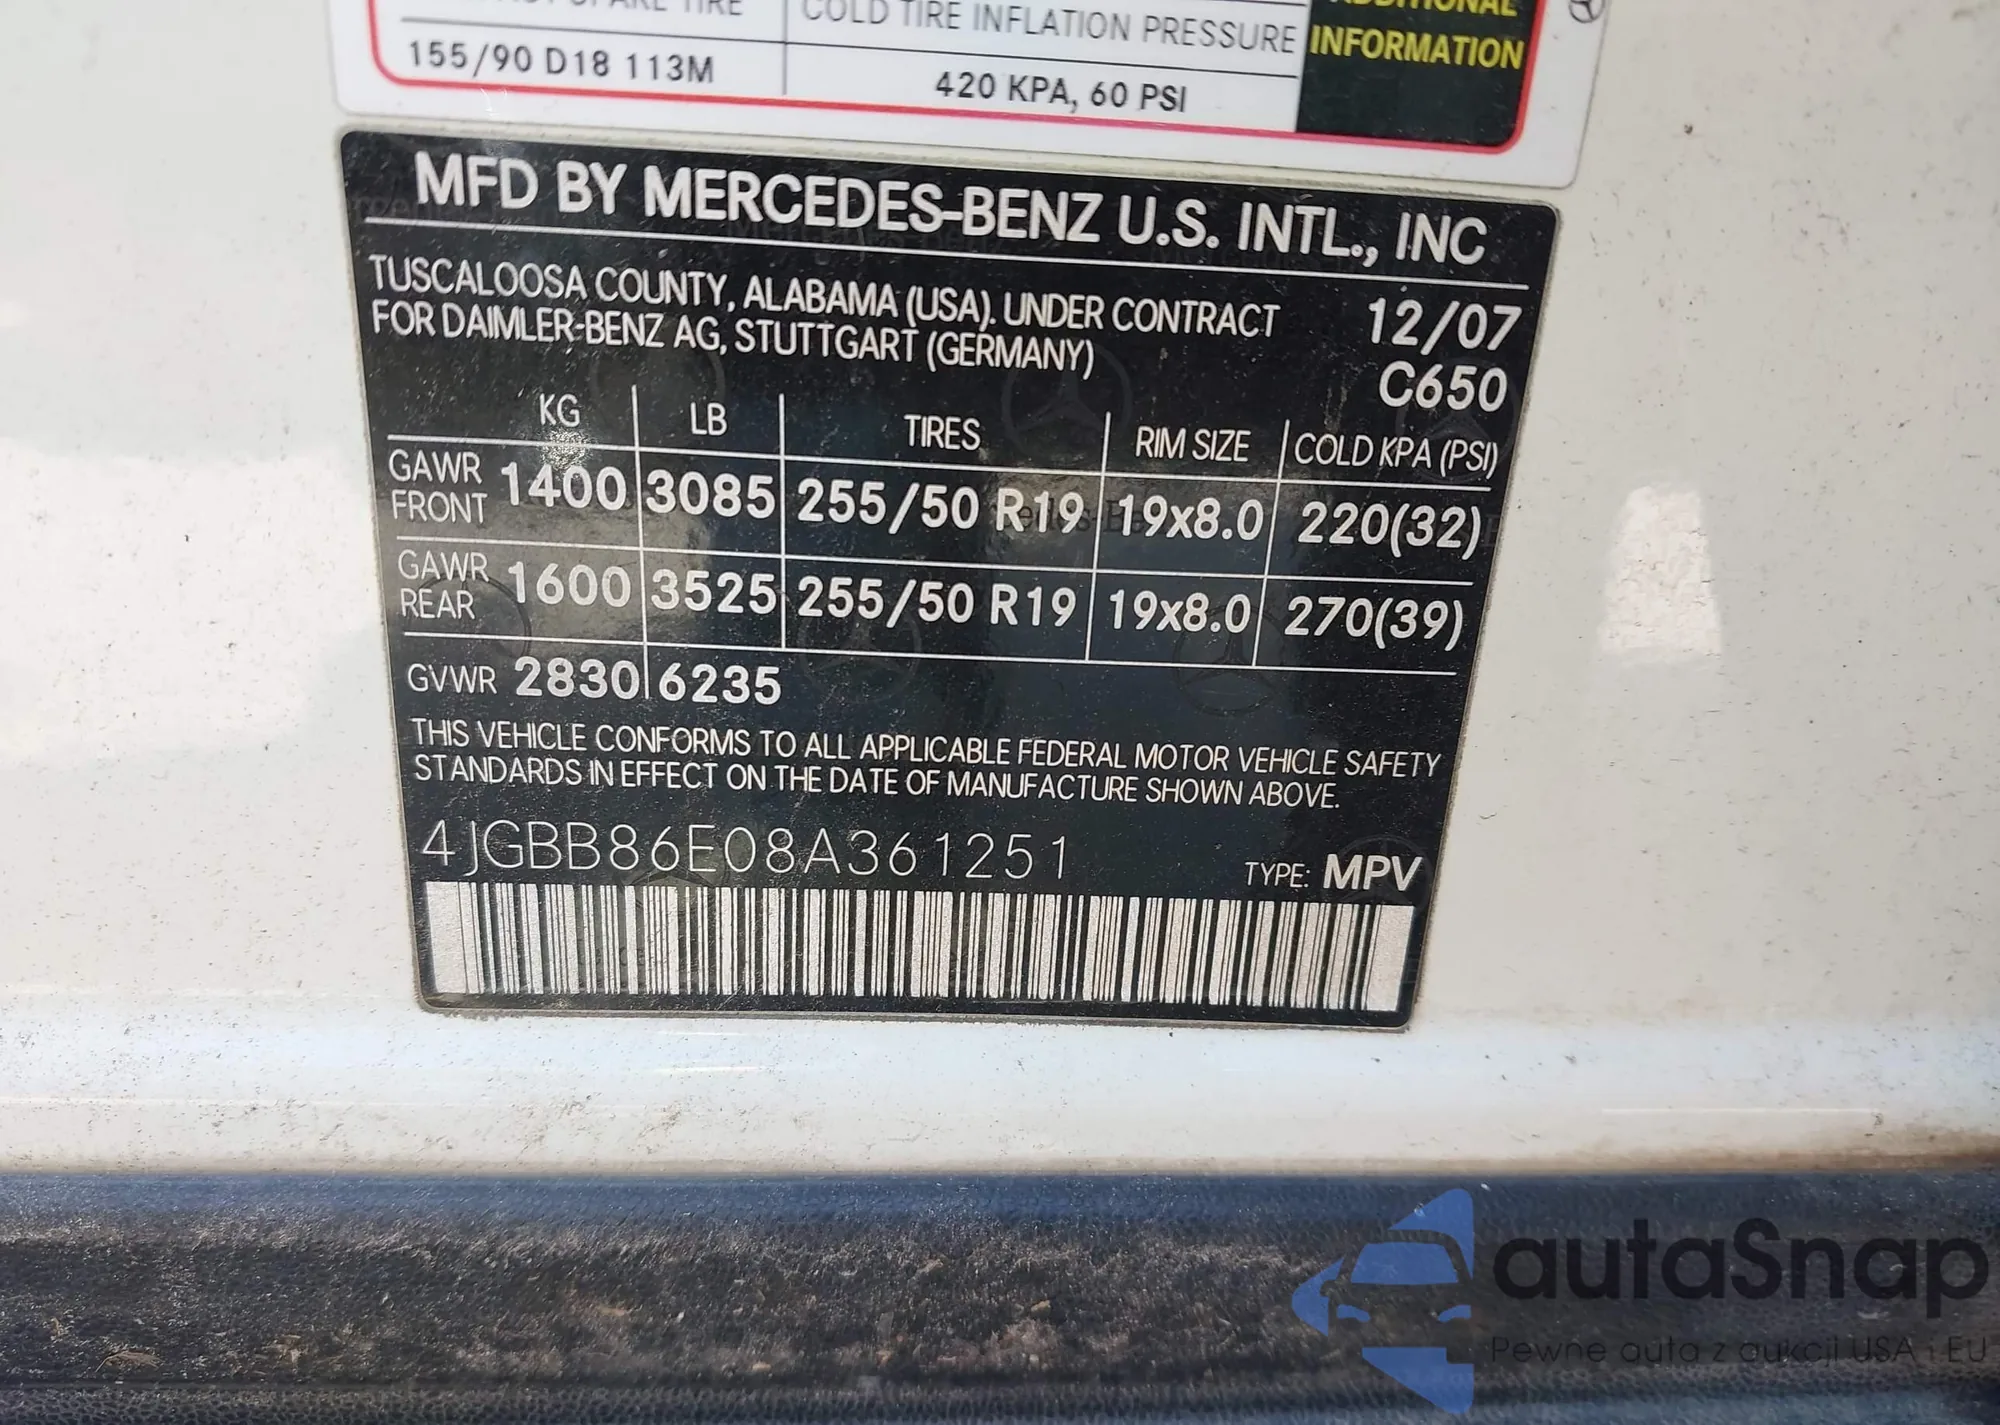 SPARE TIRE
COLD TIRE INFLATION PRESSURE
155/90 D18 113M
420 KPA, 60 PSI
ADDITIONAL
INFORMATION
MFD BY MERCEDES-BENZ U.S. INTL., INC
TUSCALOOSA COUNTY, ALABAMA (USA). UNDER CONTRACT
FOR DAIMLER-BENZ AG, STUTTGART (GERMANY)
12/07
C650
KG LB TIRES RIM SIZE COLD KPA (PSI)
GAWR FRONT 1400 3085 255/50 R19 19x8.0 220(32)
GAWR REAR 1600 3525 255/50 R19 19x8.0 270(39)
GVWR 2830 6235
THIS VEHICLE CONFORMS TO ALL APPLICABLE FEDERAL MOTOR VEHICLE SAFETY
STANDARDS IN EFFECT ON THE DATE OF MANUFACTURE SHOWN ABOVE.
4JGBB86E08A361251
TYPE: MPV
autaSnap
Pewne auta z aukcji USA i EU